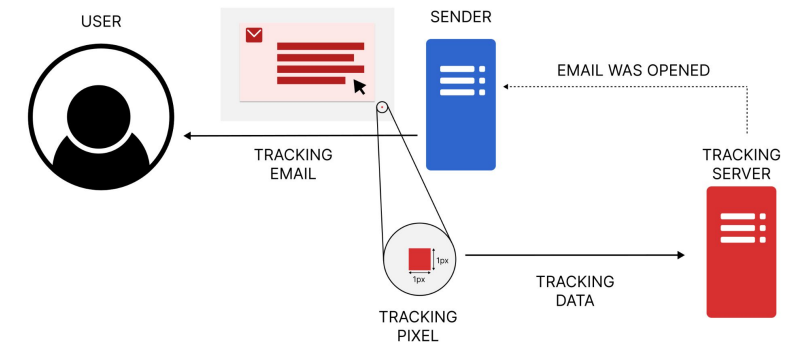 USER
SENDER
EMAIL WAS OPENED
TRACKING
EMAIL
TRACKING
SERVER
1px
1px
TRACKING
DATA
TRACKING
PIXEL